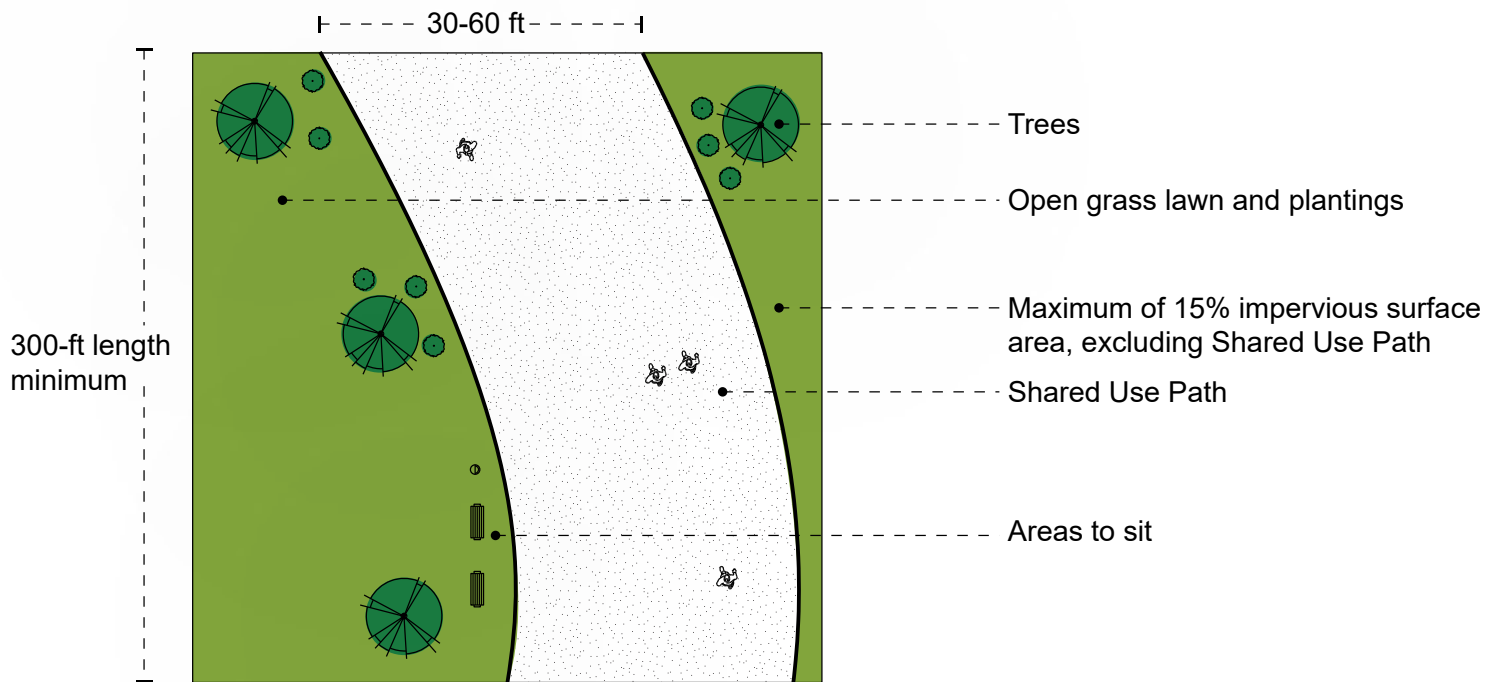 30-60 ft
Trees
Open grass lawn and plantings
Maximum of 15% impervious surface
area, excluding Shared Use Path
300-ft length
minimum
Shared Use Path
Areas to sit